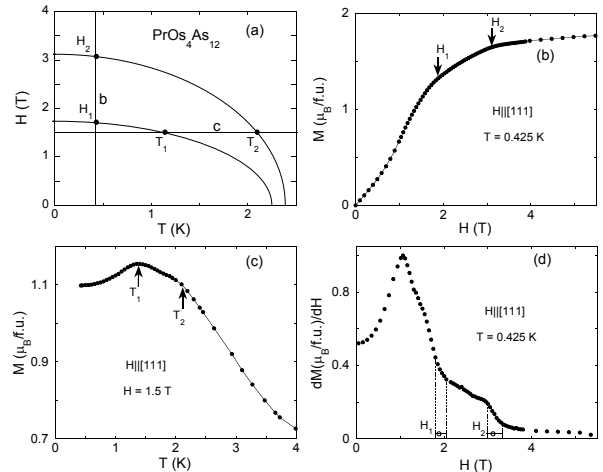 PrOs4As12
(a)
H2
b
H1
c
T1
T2
H (T)
0
1
2
3
4
0
1
2
T (K)
H1
H2
(b)
H||[111]
T = 0.425 K
M (μB/f.u.)
0
1
2
0
2
4
H (T)
(c)
T1
T2
H||[111]
H = 1.5 T
M (μB/f.u.)
0.7
0.9
1.1
0
1
2
3
4
T (K)
(d)
H||[111]
T = 0.425 K
H1
H2
dM(μB/f.u.)/dH
0
0.4
0.8
0
2
4
H (T)